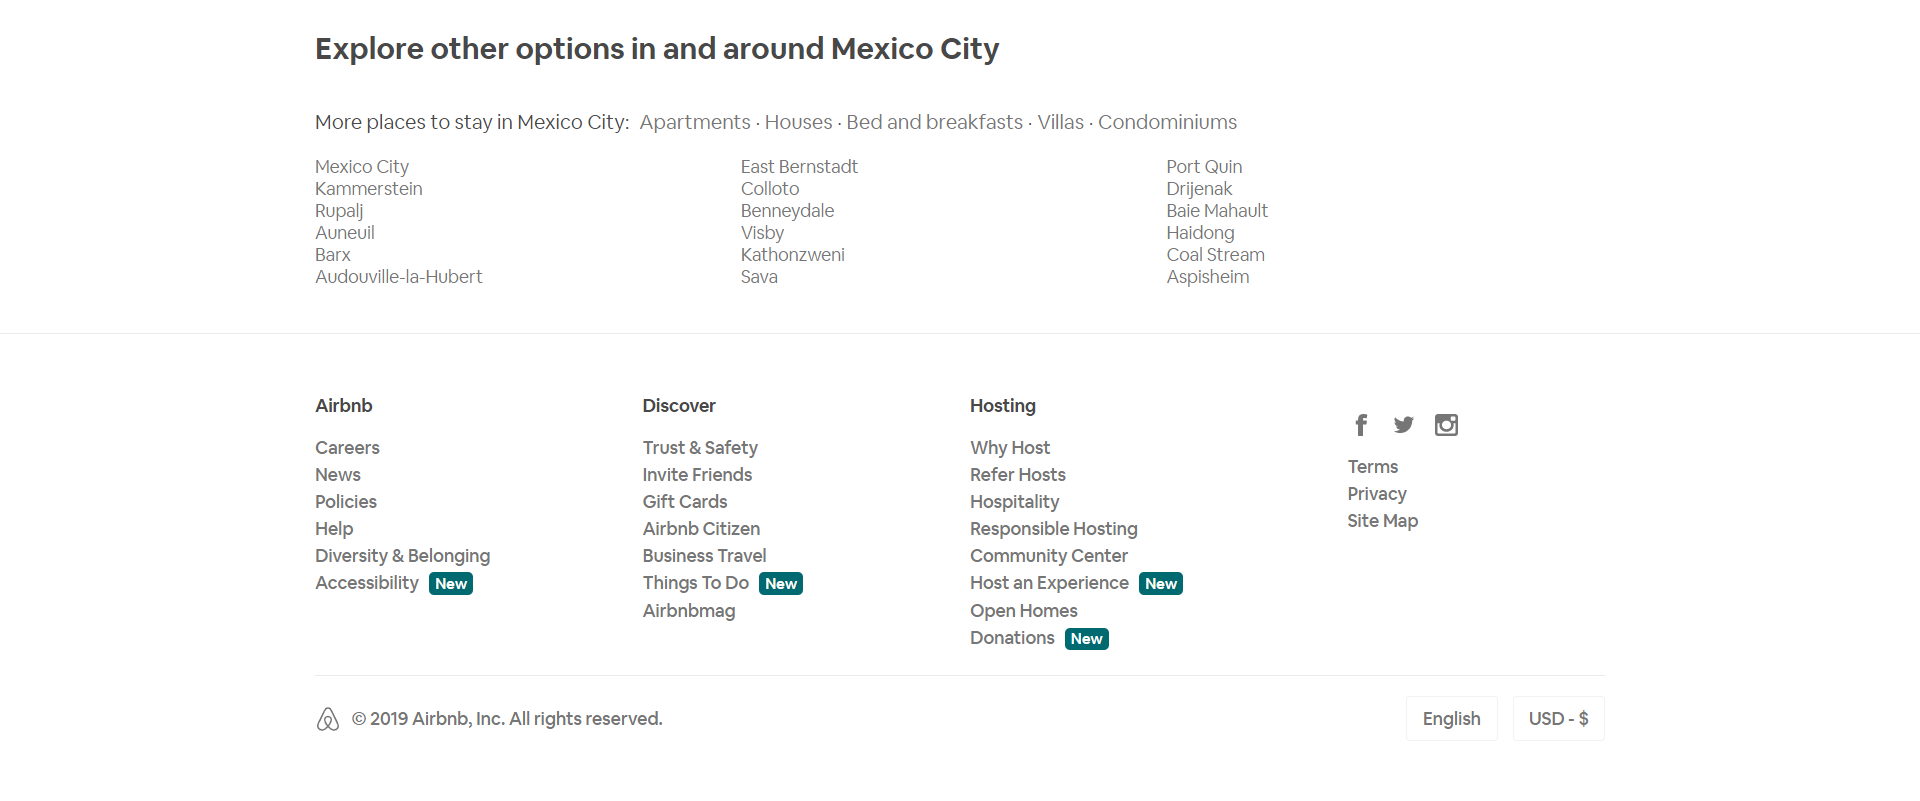 Explore other options in and around Mexico City
More places to stay in Mexico City: Apartments · Houses · Bed and breakfasts · Villas · Condominiums
Mexico City
Kammerstein
Rupalj
Auneuil
Barx
Audouville-la-Hubert
East Bernstadt
Colloto
Benneydale
Visby
Kathonzweni
Sava
Port Quin
Drijenak
Baie Mahault
Haidong
Coal Stream
Aspisheim
Airbnb
Careers
News
Policies
Help
Diversity & Belonging
Accessibility New
Discover
Trust & Safety
Invite Friends
Gift Cards
Airbnb Citizen
Business Travel
Things To Do New
Airbnbmag
Hosting
Why Host
Refer Hosts
Hospitality
Responsible Hosting
Community Center
Host an Experience New
Open Homes
Donations New
Terms
Privacy
Site Map
© 2019 Airbnb, Inc. All rights reserved.
English
USD - $